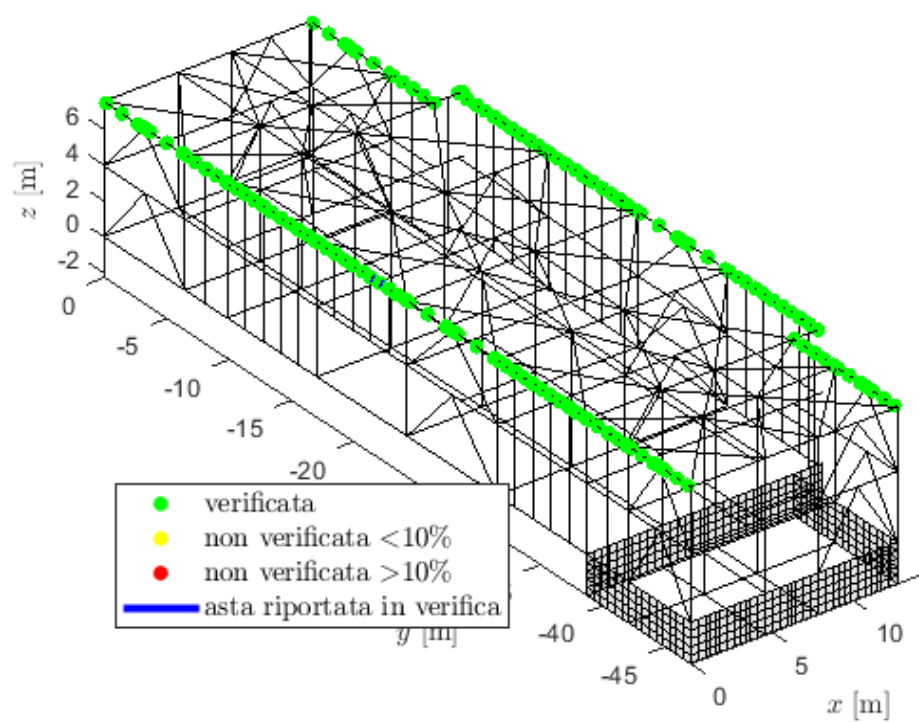 6
4
2
0
-2
z [m]
0
-5
-10
-15
-20
-40
-45
y [m]
0
5
10
x [m]
verificata
non verificata <10%
non verificata >10%
asta riportata in verifica